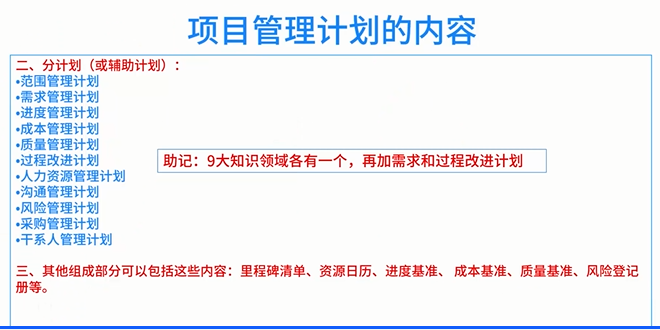 项目管理计划的内容
二、分计划（或辅助计划）：
•范围管理计划
•需求管理计划
•进度管理计划
•成本管理计划
•质量管理计划
•过程改进计划
助记：9大知识领域各有一个，再加需求和过程改进计划
•人力资源管理计划
•沟通管理计划
•风险管理计划
•采购管理计划
•干系人管理计划
三、其他组成部分可以包括这些内容：里程碑清单、资源日历、进度基准、 成本基准、质量基准、风险登记
册等。